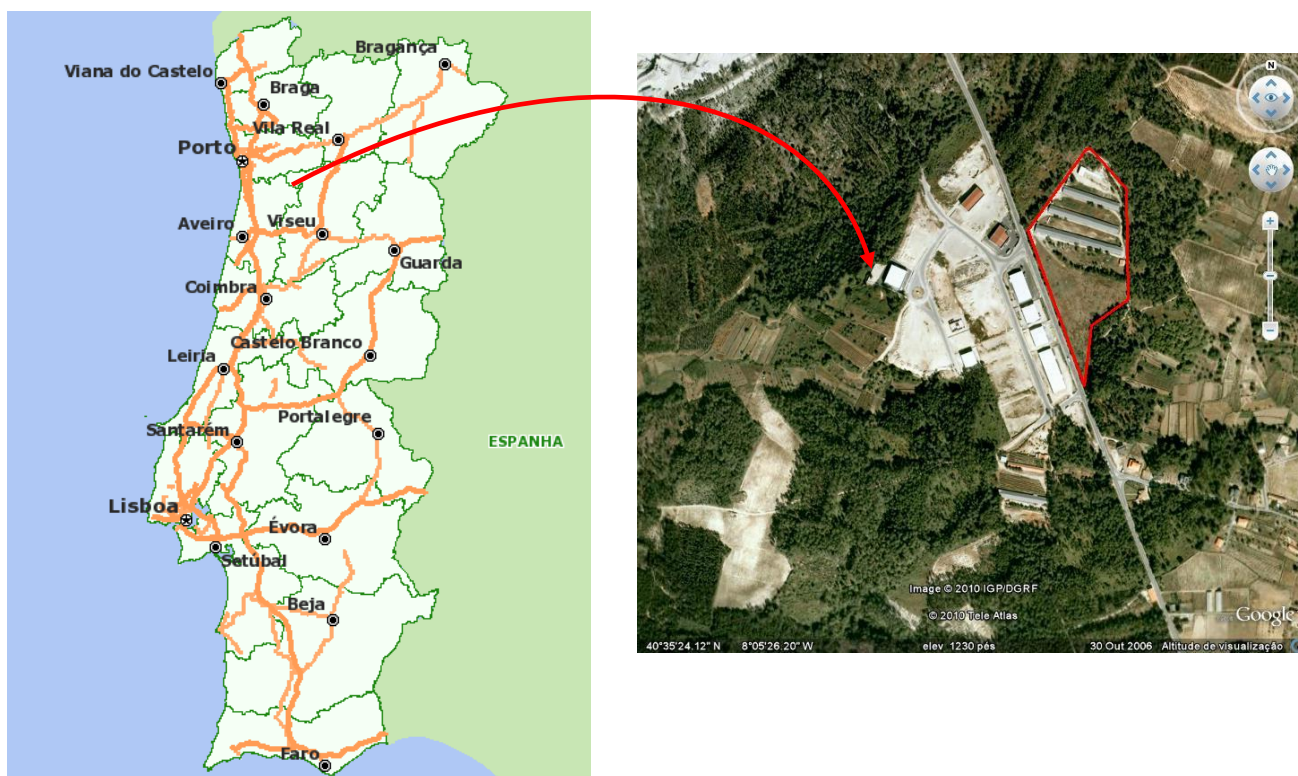 Bragança
Viana do Castelo
Braga
Vila Real
Porto
Aveiro
Viseu
Guarda
Coimbra
Castelo Branco
Leiria
Portalegre
Santarém
ESPANHA
Lisboa
Évora
Setúbal
Beja
Faro
N
Image © 2010 IGP/DGRF
© 2010 Tele Atlas
Google
40°35'24.12" N 8°05'26.20" W elev 1230 pés 30 Out 2006 Altitude de visualização